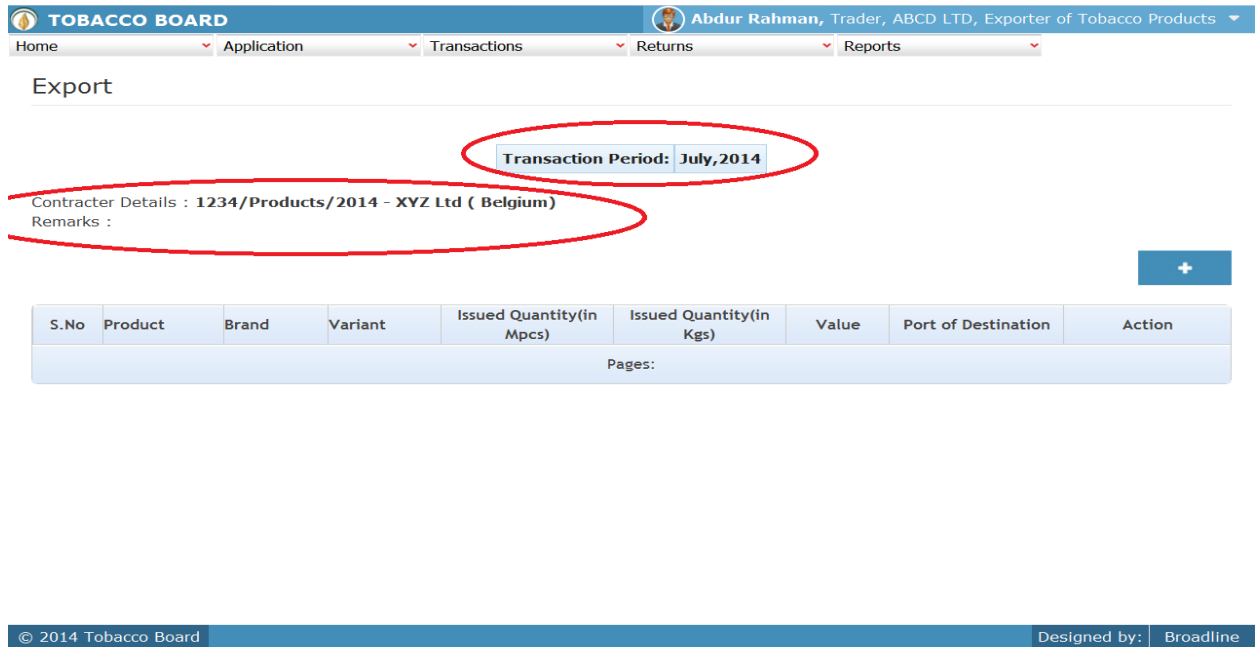 TOBACCO BOARD
Abdur Rahman, Trader, ABCD LTD, Exporter of Tobacco Products
Home Application Transactions Returns Reports
Export
Transaction Period: July,2014
Contracter Details : 1234/Products/2014 - XYZ Ltd ( Belgium)
Remarks :
S.No Product Brand Variant Issued Quantity(in Mpcs) Issued Quantity(in Kgs) Value Port of Destination Action
Pages:
© 2014 Tobacco Board
Designed by: Broadline